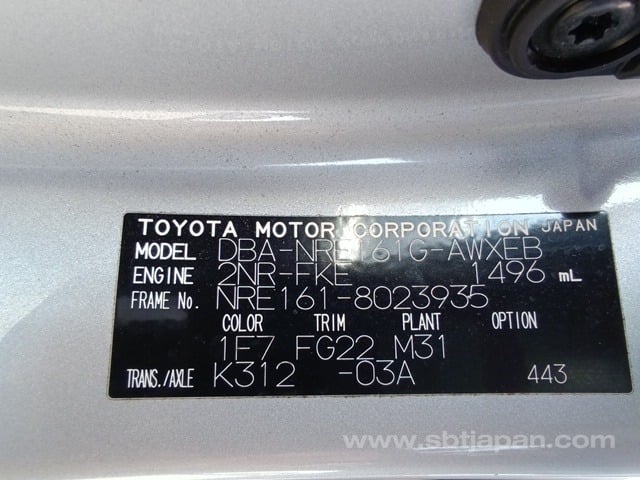 TOYOTA MOTOR CORPORATION JAPAN
MODEL DBA-NRE161G-AWXEB
ENGINE 2NR-FKE 1496 mL
FRAME No. NRE161-8023935
COLOR TRIM PLANT OPTION
1F7 FG22 M31
TRANS./AXLE K312 -03A 443
www.sbtjapan.com